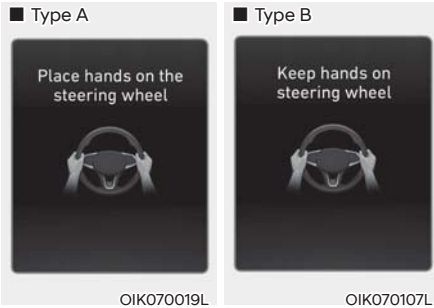 ■ Type A
Place hands on the
steering wheel
OIK070019L
■ Type B
Keep hands on
steering wheel
OIK070107L